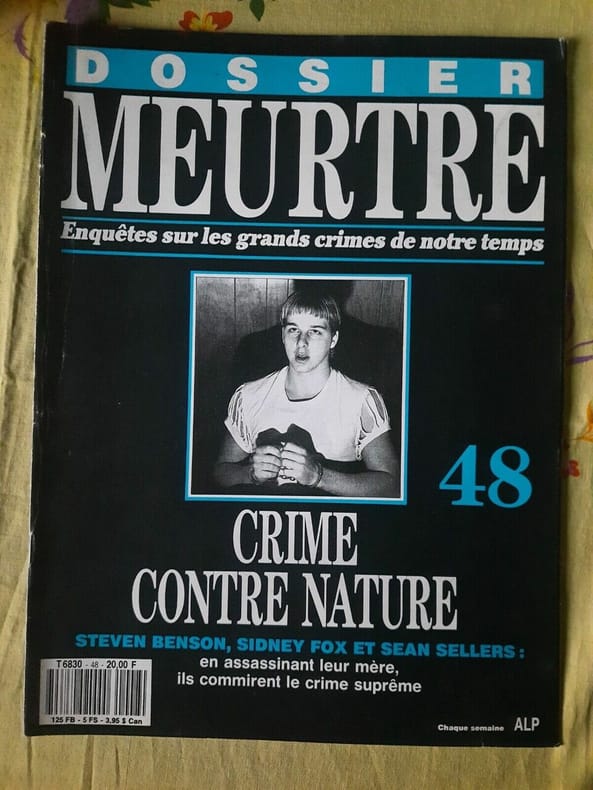 DOSSIER
MEURTRE
Enquêtes sur les grands crimes de notre temps
48
CRIME
CONTRE NATURE
STEVEN BENSON, SIDNEY FOX ET SEAN SELLERS :
en assassinant leur mère,
ils commirent le crime suprême
T 6830 - 48 - 20,00 F
125 FB - 5 FS - 3,95 $ Can
Chaque semaine ALP